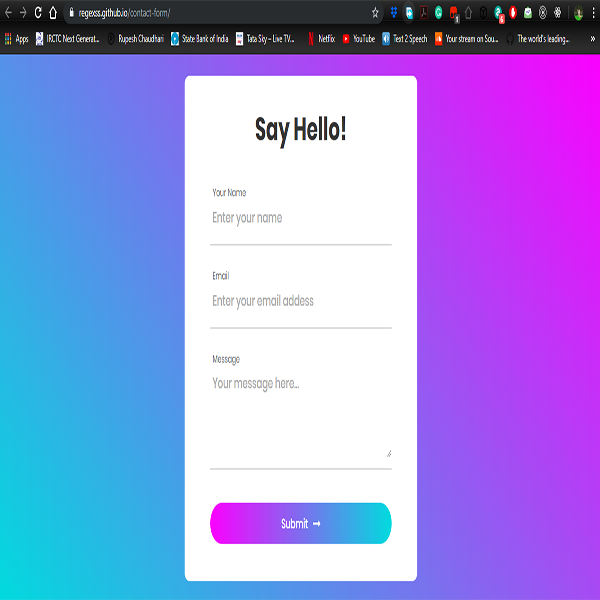 regexss.github.io/contact-form/
Apps IRCTC Next Generat... Rupesh Chaudhari State Bank of India Tata Sky – Live TV... Netflix YouTube Text 2 Speech Your stream on Sou... The world's leading... »
Say Hello!
Your Name
Enter your name
Email
Enter your email addess
Message
Your message here...
Submit →